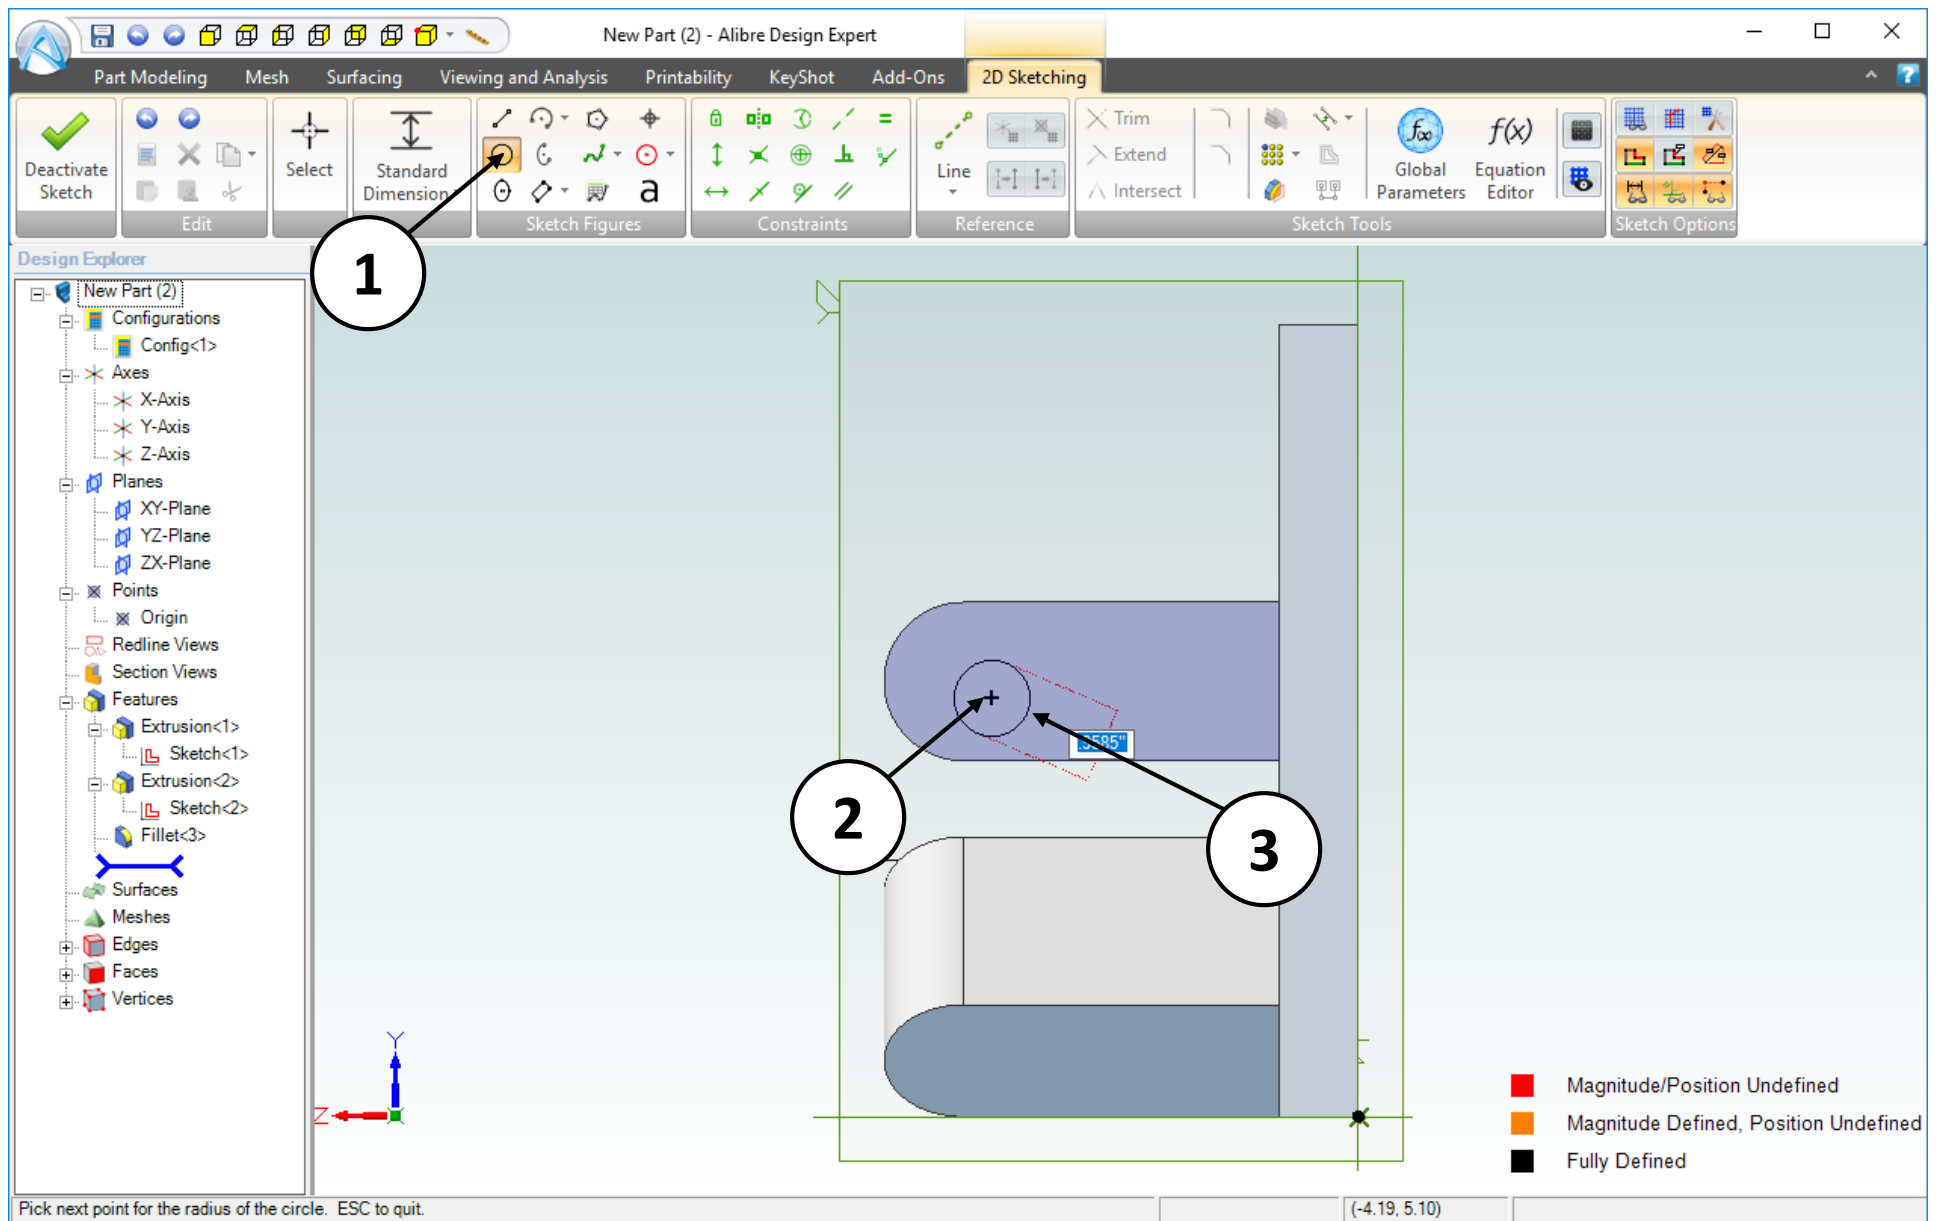 New Part (2) - Alibre Design Expert
Part Modeling Mesh Surfacing Viewing and Analysis Printability KeyShot Add-Ons 2D Sketching
Deactivate Sketch
Edit
Select
Standard Dimension
a
Sketch Figures
Constraints
Line
Reference
Trim
Extend
Intersect
Global Parameters
f(x)
Equation Editor
Sketch Tools
Sketch Options
Design Explorer
New Part (2)
Configurations
Config<1>
Axes
X-Axis
Y-Axis
Z-Axis
Planes
XY-Plane
YZ-Plane
ZX-Plane
Points
Origin
Redline Views
Section Views
Features
Extrusion<1>
Sketch<1>
Extrusion<2>
Sketch<2>
Fillet<3>
Surfaces
Meshes
Edges
Faces
Vertices
1
2
3
.3585"
Y
Z
Magnitude/Position Undefined
Magnitude Defined, Position Undefined
Fully Defined
Pick next point for the radius of the circle. ESC to quit.
(-4.19, 5.10)